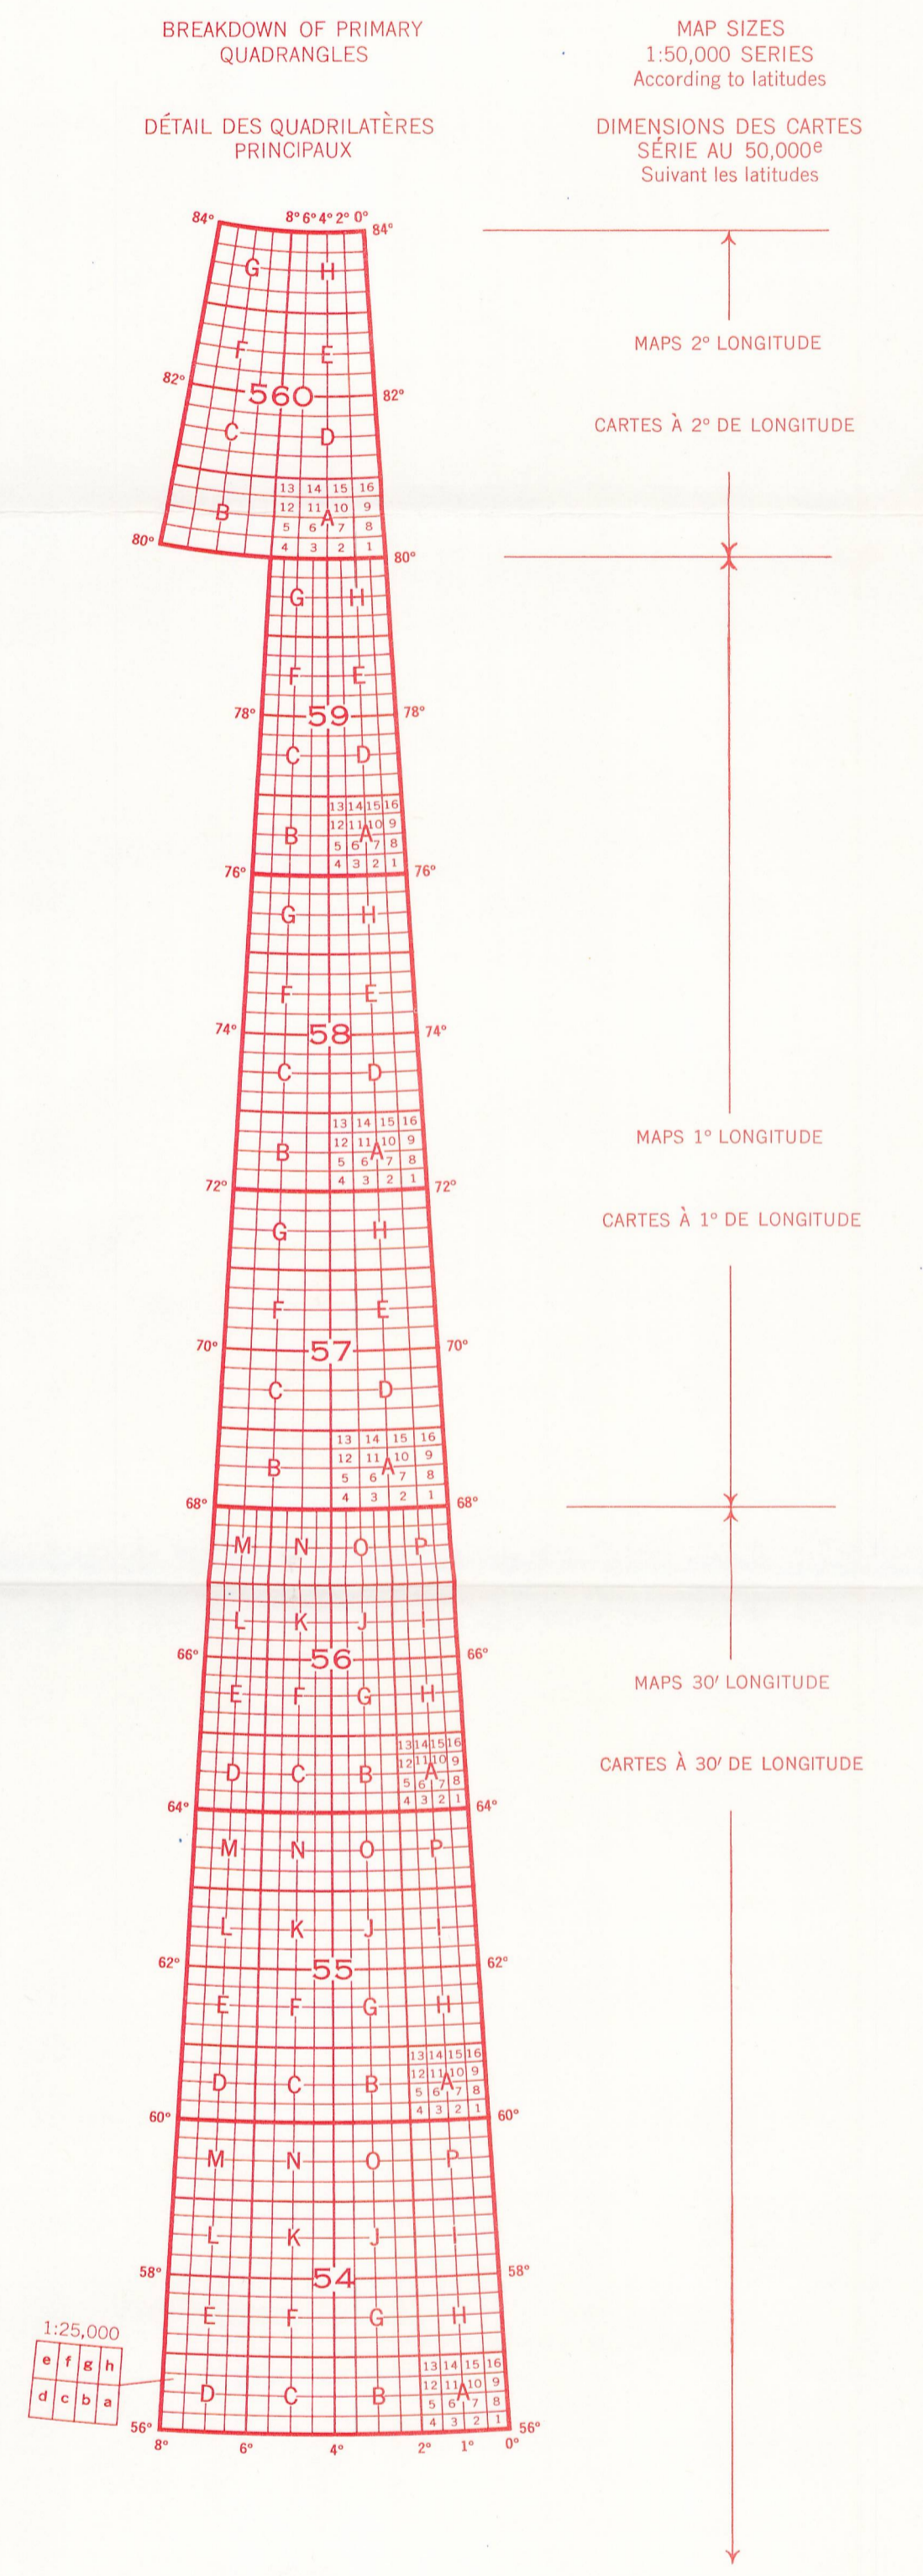 BREAKDOWN OF PRIMARY
QUADRANGLES
DÉTAIL DES QUADRILATÈRES
PRINCIPAUX
MAP SIZES
1:50,000 SERIES
According to latitudes
DIMENSIONS DES CARTES
SÉRIE AU 50,000e
Suivant les latitudes
84° 8° 6° 4° 2° 0° 84°
G H
MAPS 2° LONGITUDE
F E
82° 560 82°
CARTES À 2° DE LONGITUDE
C D
13 14 15 16
12 11 10 9
B A
5 6 7 8
4 3 2 1
80° 80°
G H
F E
78° 59 78°
C D
13 14 15 16
12 11 10 9
B A
5 6 7 8
4 3 2 1
76° 76°
G H
F E
74° 58 74°
C D
13 14 15 16
MAPS 1° LONGITUDE
12 11 10 9
B A
5 6 7 8
4 3 2 1
72° 72°
CARTES À 1° DE LONGITUDE
G H
F E
70° 57 70°
C D
13 14 15 16
12 11 10 9
B A
5 6 7 8
4 3 2 1
68° 68°
M N O P
L K J I
66° 56 66°
MAPS 30′ LONGITUDE
E F G H
13 14 15 16
12 11 10 9
CARTES À 30′ DE LONGITUDE
D C B A
5 6 7 8
4 3 2 1
64° 64°
M N O P
L K J I
62° 55 62°
E F G H
13 14 15 16
12 11 10 9
D C B A
5 6 7 8
4 3 2 1
60° 60°
M N O P
L K J I
58° 54 58°
E F G H
1:25,000
e f g h
d c b a
13 14 15 16
12 11 10 9
D C B A
5 6 7 8
4 3 2 1
56° 56°
8° 6° 4° 2° 1° 0°